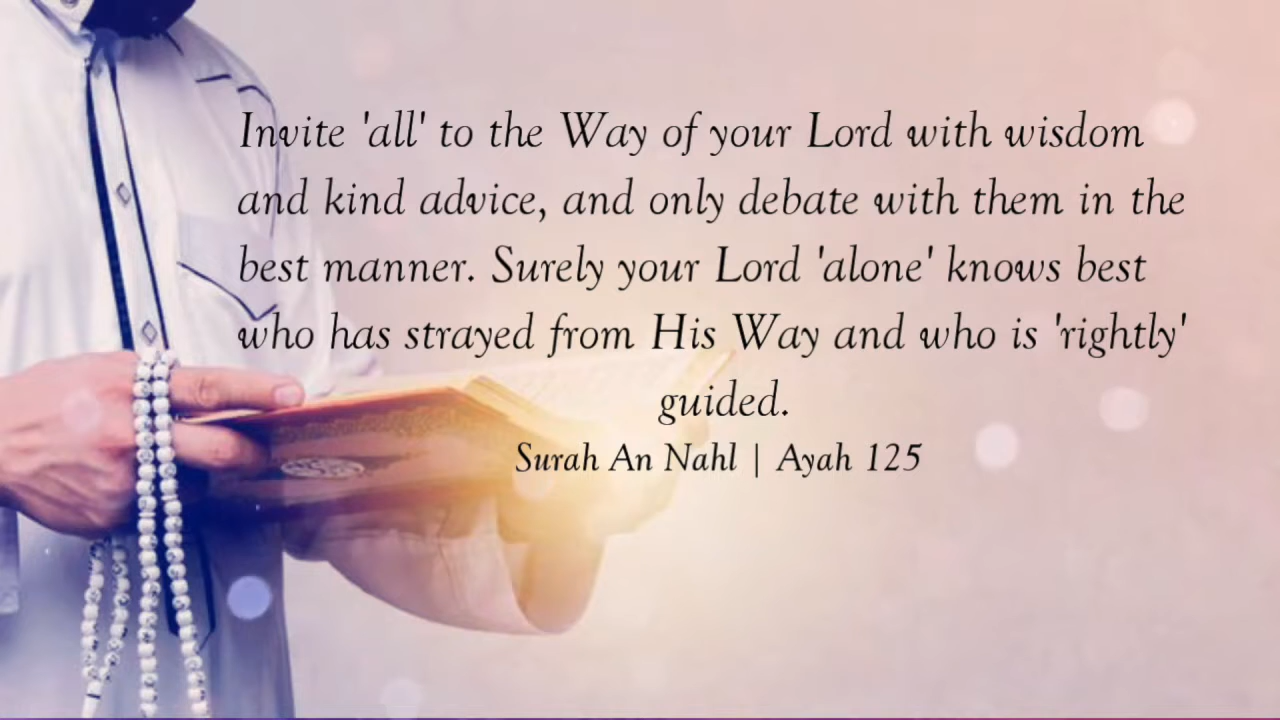 Invite 'all' to the Way of your Lord with wisdom
and kind advice, and only debate with them in the
best manner. Surely your Lord 'alone' knows best
who has strayed from His Way and who is 'rightly'
guided.
Surah An Nahl | Ayah 125